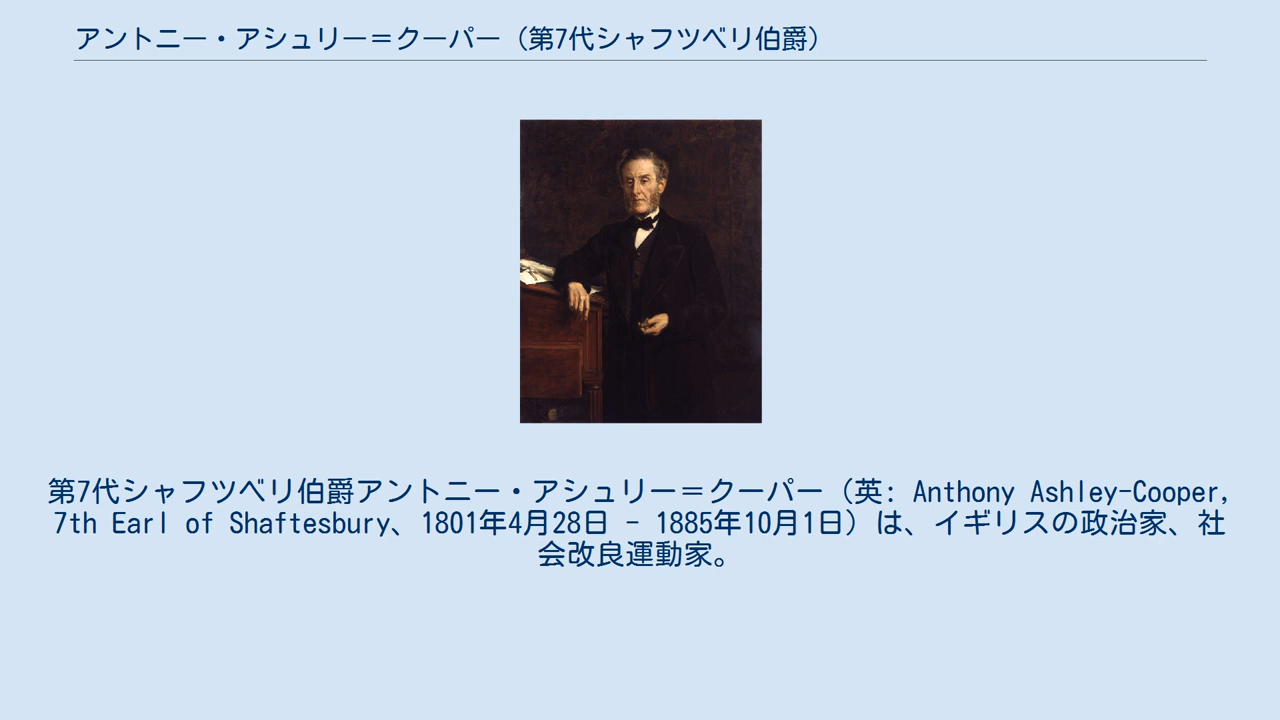 アントニー・アシュリー＝クーパー（第7代シャフツベリ伯爵）
第7代シャフツベリ伯爵アントニー・アシュリー＝クーパー（英: Anthony Ashley-Cooper,
7th Earl of Shaftesbury、1801年4月28日 - 1885年10月1日）は、イギリスの政治家、社
会改良運動家。